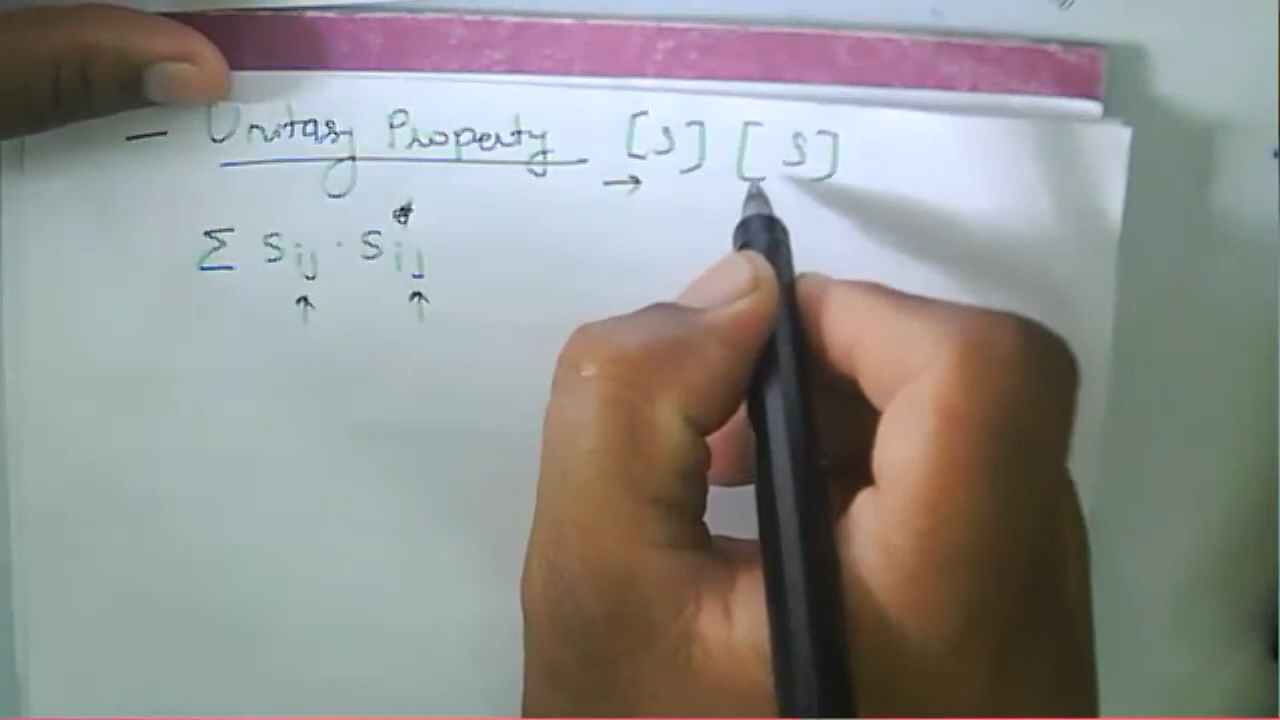 - Unitary Property [S] [S]
→
Σ Sij · Sij*
↑ ↑